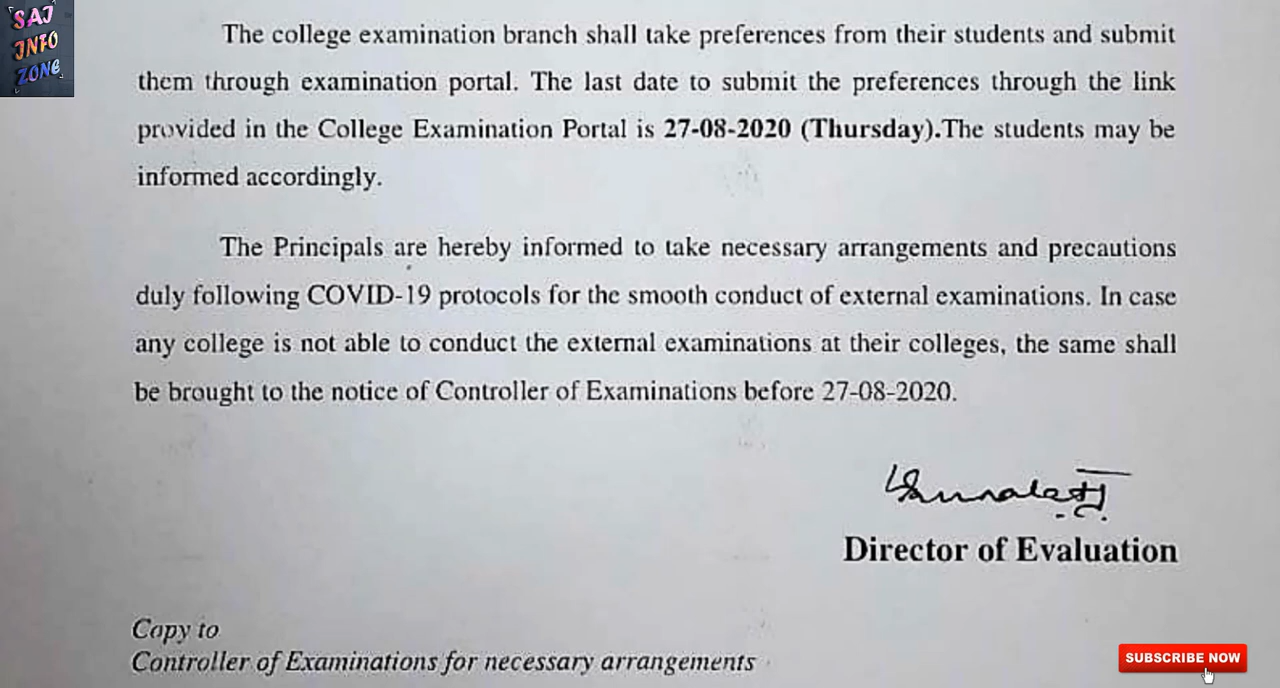 SAJ
INFO
ZONE
The college examination branch shall take preferences from their students and submit
them through examination portal. The last date to submit the preferences through the link
provided in the College Examination Portal is 27-08-2020 (Thursday).The students may be
informed accordingly.
The Principals are hereby informed to take necessary arrangements and precautions
duly following COVID-19 protocols for the smooth conduct of external examinations. In case
any college is not able to conduct the external examinations at their colleges, the same shall
be brought to the notice of Controller of Examinations before 27-08-2020.
Director of Evaluation
Copy to
Controller of Examinations for necessary arrangements
SUBSCRIBE NOW